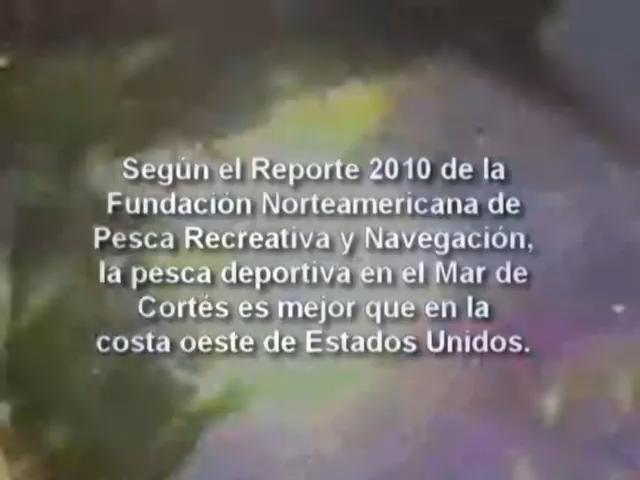 Según el Reporte 2010 de la
Fundación Norteamericana de
Pesca Recreativa y Navegación,
la pesca deportiva en el Mar de
Cortés es mejor que en la
costa oeste de Estados Unidos.